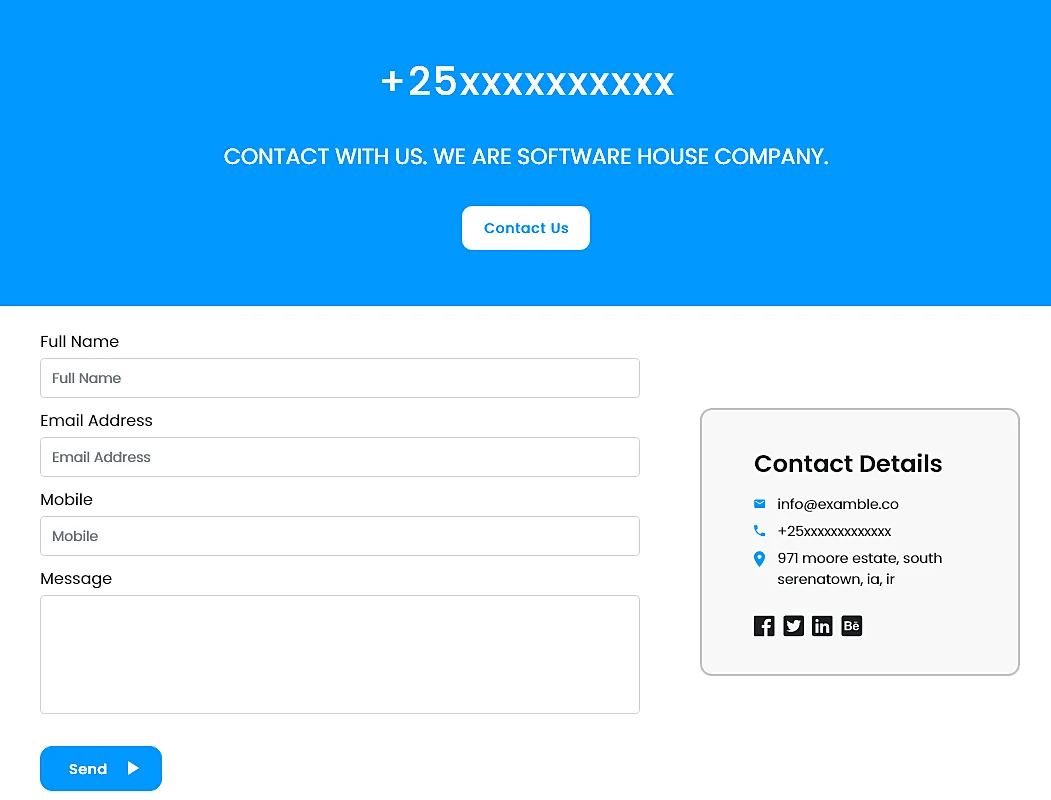 +25xxxxxxxxxx
CONTACT WITH US. WE ARE SOFTWARE HOUSE COMPANY.
Contact Us
Full Name
Full Name
Email Address
Email Address
Mobile
Mobile
Message
Send
Contact Details
info@examble.co
+25xxxxxxxxxxxxx
971 moore estate, south
serenatown, ia, ir
Bē